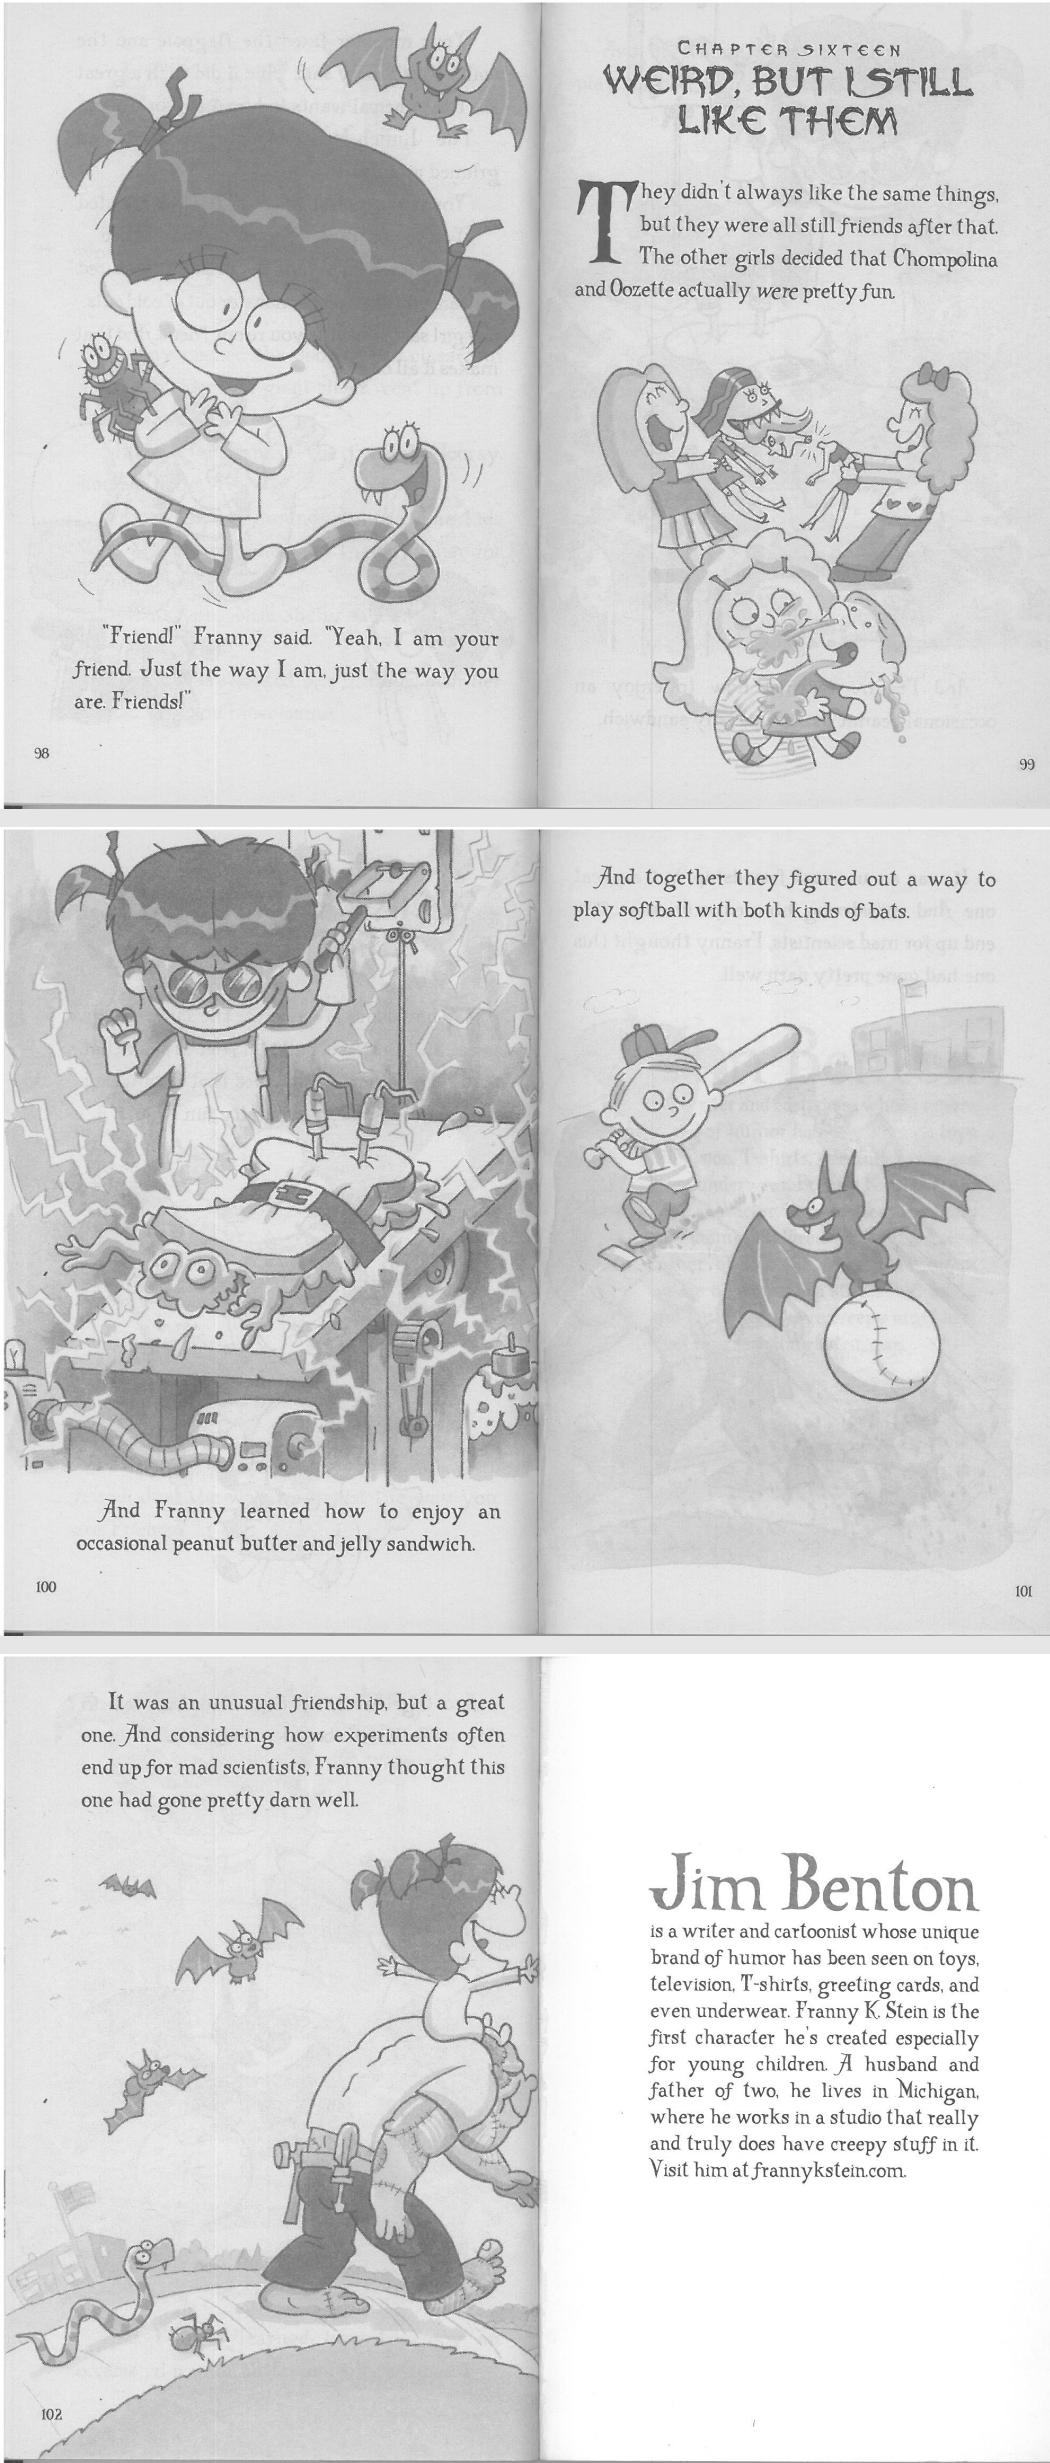 "Friend!" Franny said. "Yeah, I am your
friend. Just the way I am, just the way you
are. Friends!"
98
CHAPTER SIXTEEN
WEIRD, BUT I STILL
LIKE THEM
They didn't always like the same things,
but they were all still friends after that.
The other girls decided that Chompolina
and Oozette actually were pretty fun.
99
And Franny learned how to enjoy an
occasional peanut butter and jelly sandwich.
100
And together they figured out a way to
play softball with both kinds of bats.
101
It was an unusual friendship, but a great
one. And considering how experiments often
end up for mad scientists, Franny thought this
one had gone pretty darn well.
102
Jim Benton
is a writer and cartoonist whose unique
brand of humor has been seen on toys,
television, T-shirts, greeting cards, and
even underwear. Franny K. Stein is the
first character he's created especially
for young children. A husband and
father of two, he lives in Michigan,
where he works in a studio that really
and truly does have creepy stuff in it.
Visit him at frannykstein.com.